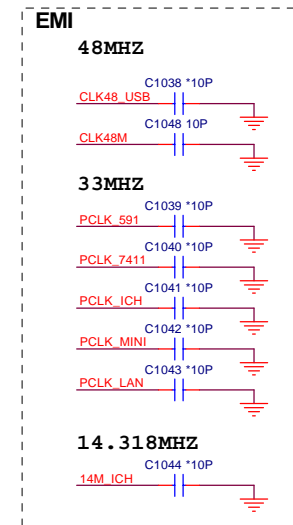 EMI
48MHZ
C1038 *10P
CLK48_USB
C1048 10P
CLK48M
33MHZ
C1039 *10P
PCLK_591
C1040 *10P
PCLK_7411
C1041 *10P
PCLK_ICH
C1042 *10P
PCLK_MINI
C1043 *10P
PCLK_LAN
14.318MHZ
C1044 *10P
14M_ICH